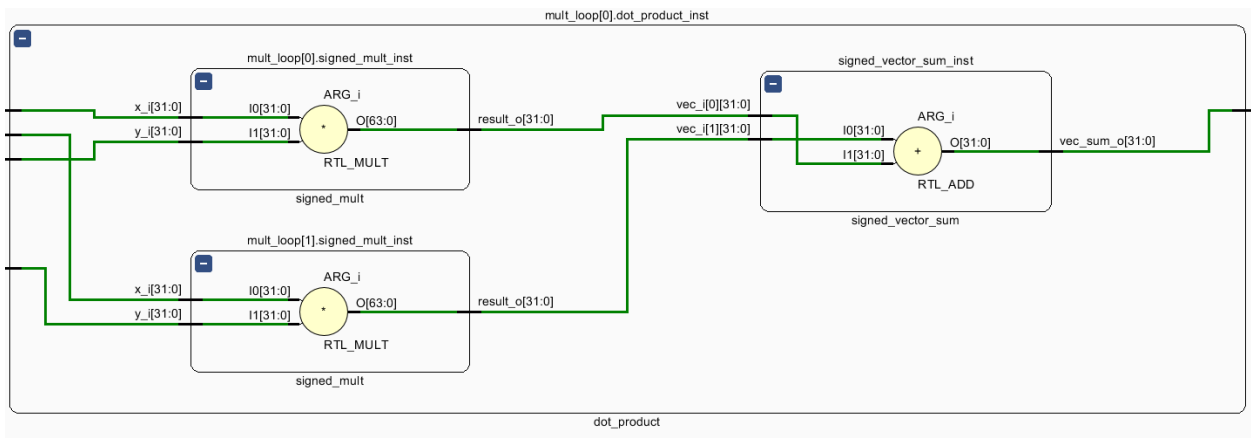 mult_loop[0].dot_product_inst
mult_loop[0].signed_mult_inst
ARG_i
x_i[31:0]
I0[31:0]
*
O[63:0]
result_o[31:0]
y_i[31:0]
I1[31:0]
RTL_MULT
signed_mult
mult_loop[1].signed_mult_inst
ARG_i
x_i[31:0]
I0[31:0]
*
O[63:0]
result_o[31:0]
y_i[31:0]
I1[31:0]
RTL_MULT
signed_mult
signed_vector_sum_inst
vec_i[0][31:0]
vec_i[1][31:0]
ARG_i
I0[31:0]
I1[31:0]
+
O[31:0]
vec_sum_o[31:0]
RTL_ADD
signed_vector_sum
dot_product